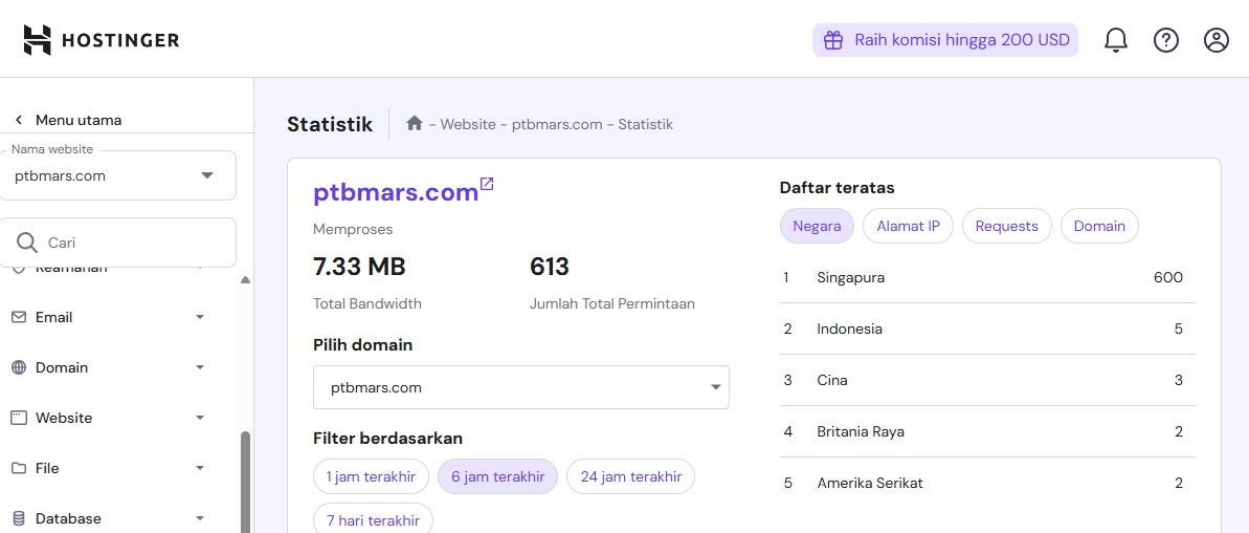 HOSTINGER
Raih komisi hingga 200 USD
Menu utama
Nama website
ptbmars.com
Cari
Keamanan
Email
Domain
Website
File
Database
Statistik
- Website - ptbmars.com - Statistik
ptbmars.com
Memproses
7.33 MB 613
Total Bandwidth Jumlah Total Permintaan
Pilih domain
ptbmars.com
Filter berdasarkan
1 jam terakhir 6 jam terakhir 24 jam terakhir
7 hari terakhir
Daftar teratas
Negara Alamat IP Requests Domain
1 Singapura 600
2 Indonesia 5
3 Cina 3
4 Britania Raya 2
5 Amerika Serikat 2